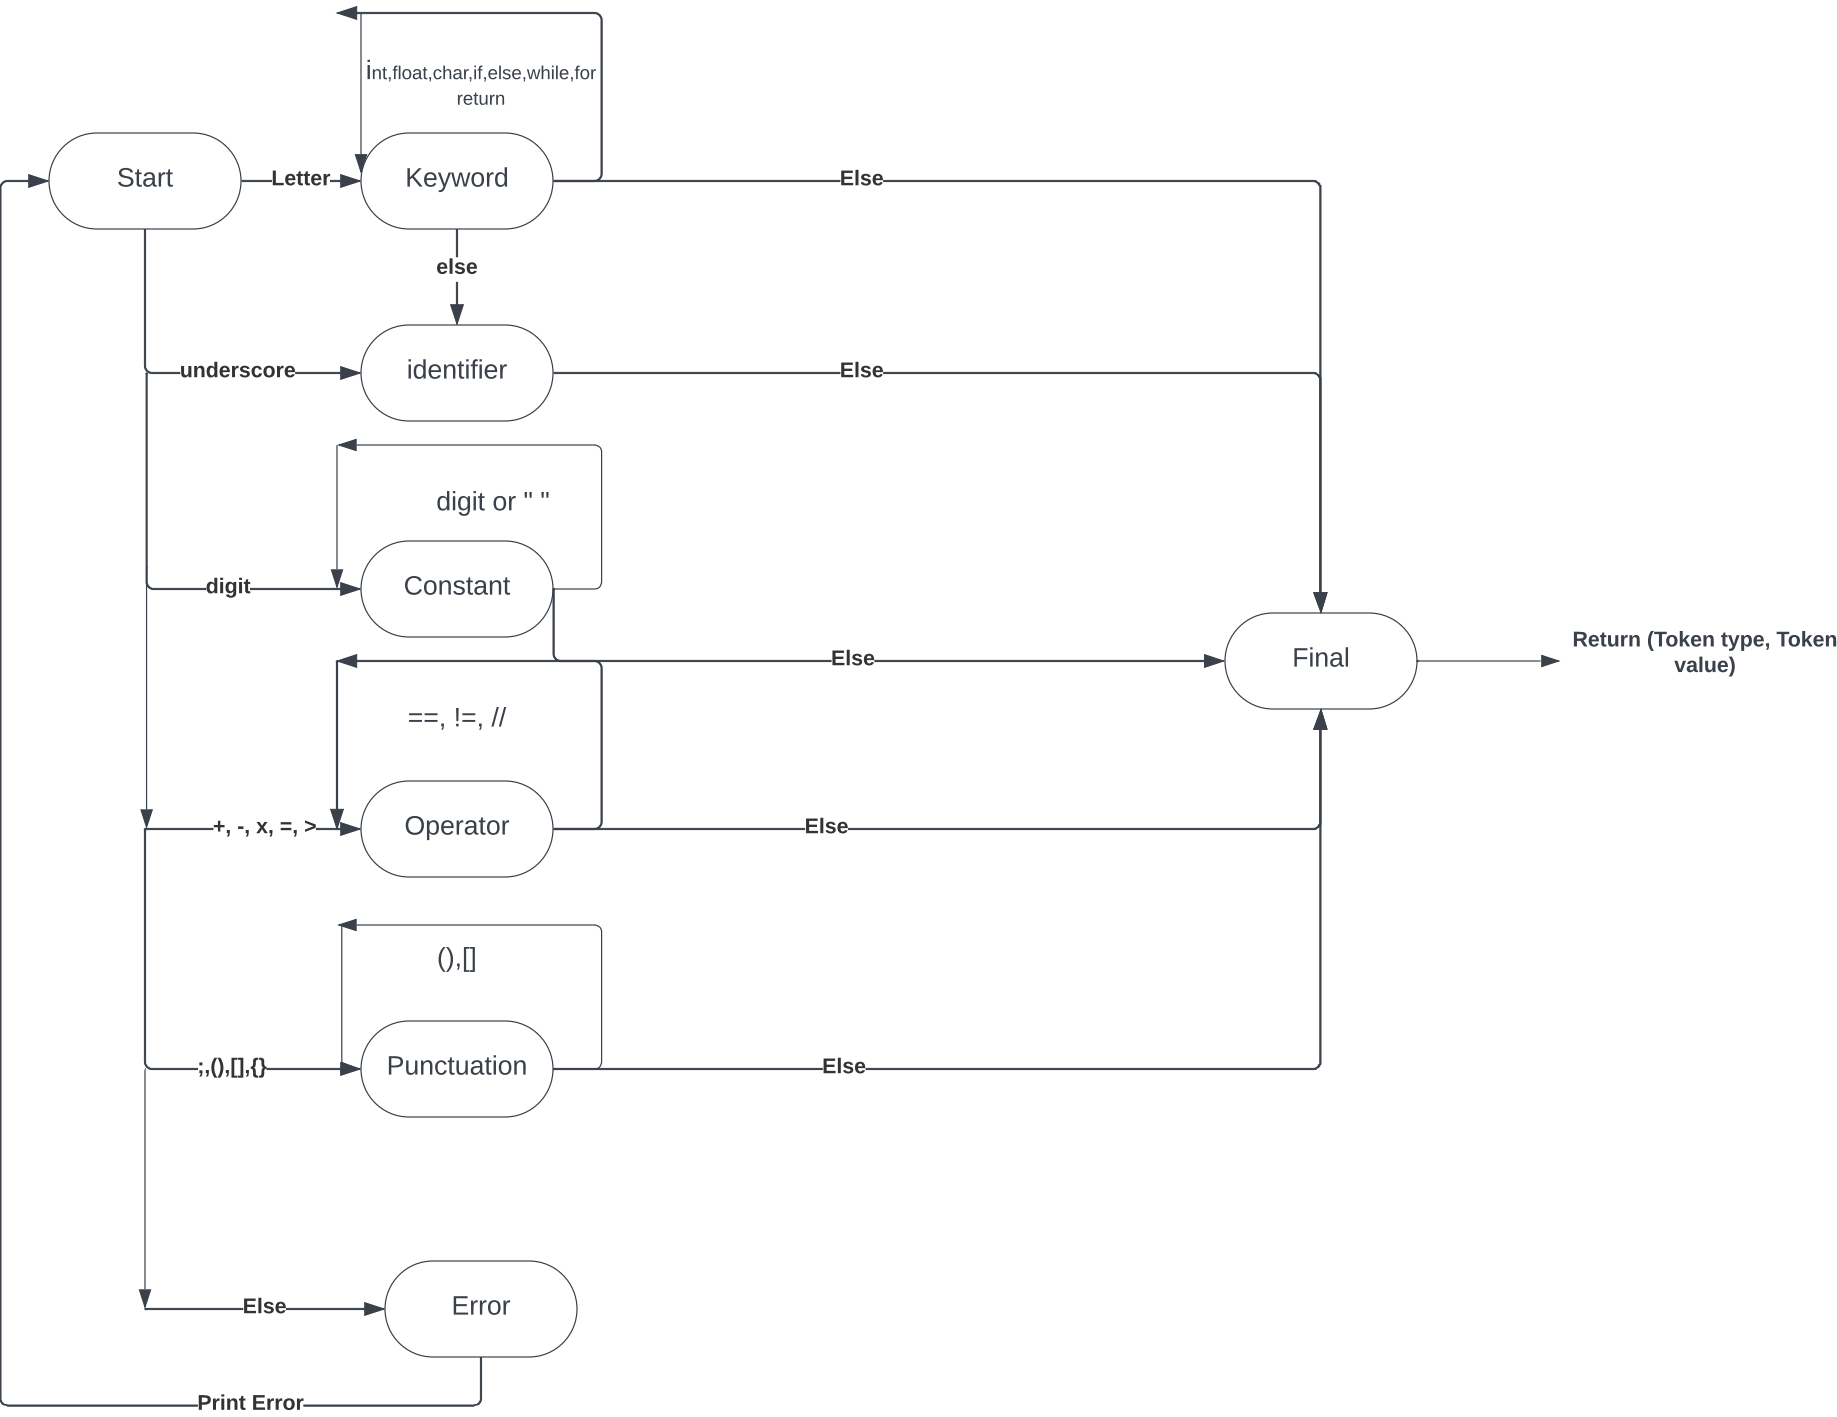 int,float,char,if,else,while,for
return
Start
Letter
Keyword
Else
else
underscore
identifier
Else
digit or " "
digit
Constant
Else
Final
Return (Token type, Token
value)
==, !=, //
+, -, x, =, >
Operator
Else
(),[]
;,(),[],{}
Punctuation
Else
Else
Error
Print Error